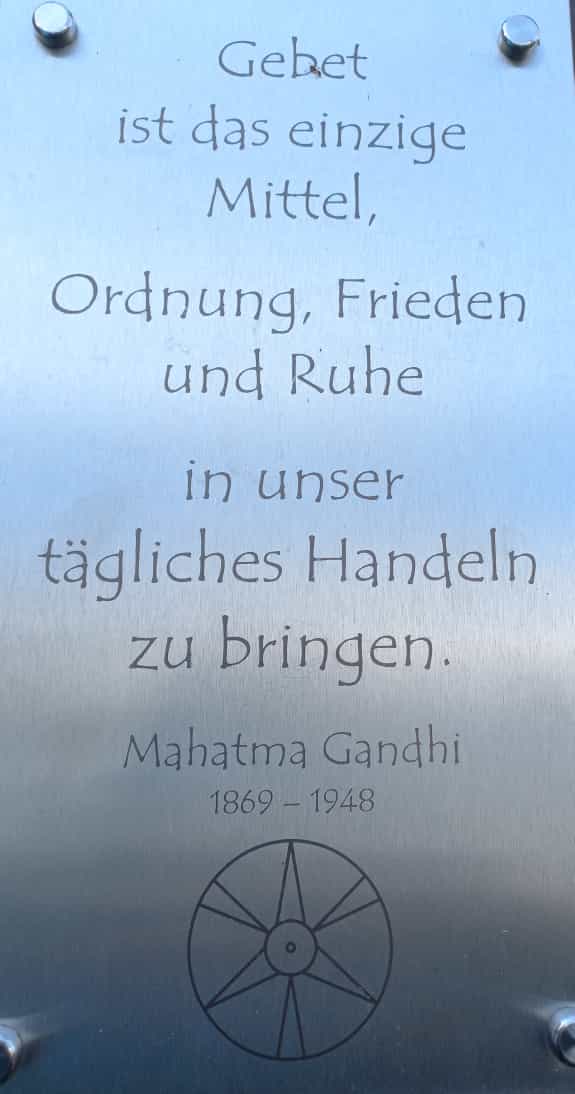 Gebet
ist das einzige
Mittel,
Ordnung, Frieden
und Ruhe
in unser
tägliches Handeln
zu bringen.
Mahatma Gandhi
1869 – 1948